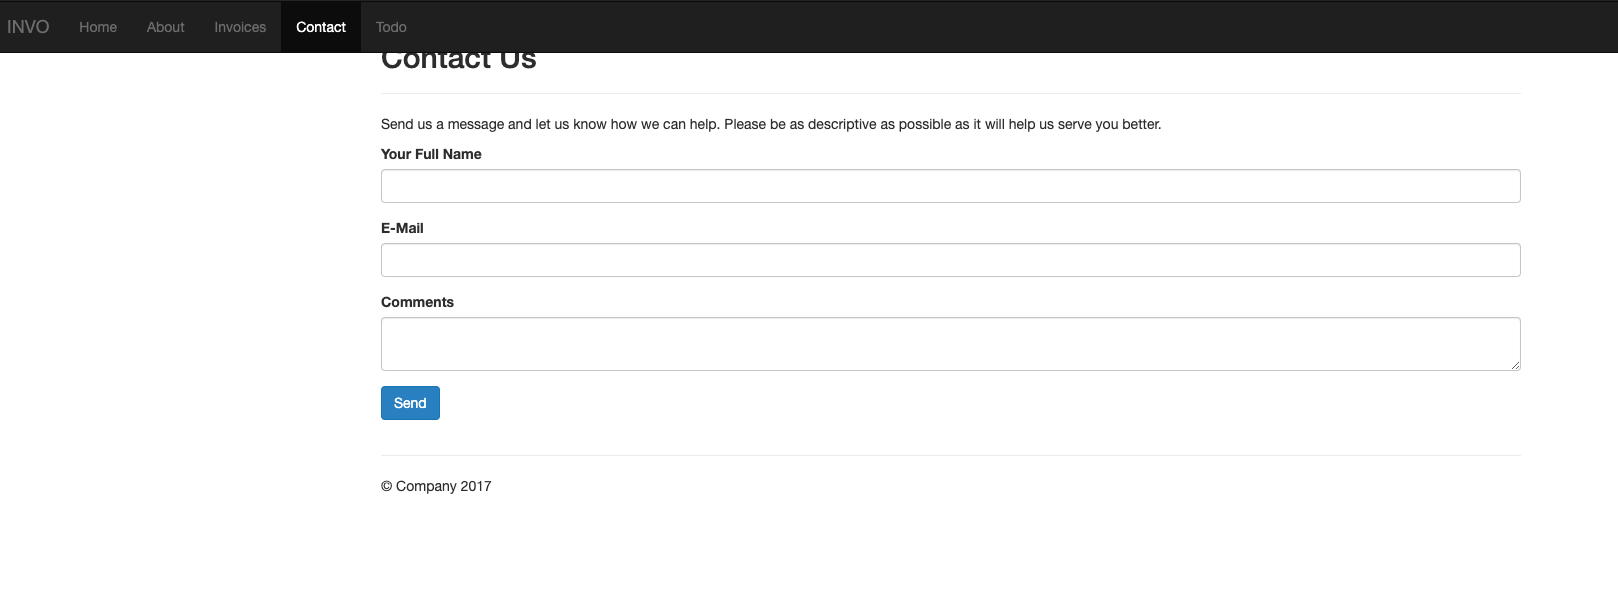 INVO Home About Invoices Contact Todo
Contact Us
Send us a message and let us know how we can help. Please be as descriptive as possible as it will help us serve you better.
Your Full Name
E-Mail
Comments
Send
© Company 2017